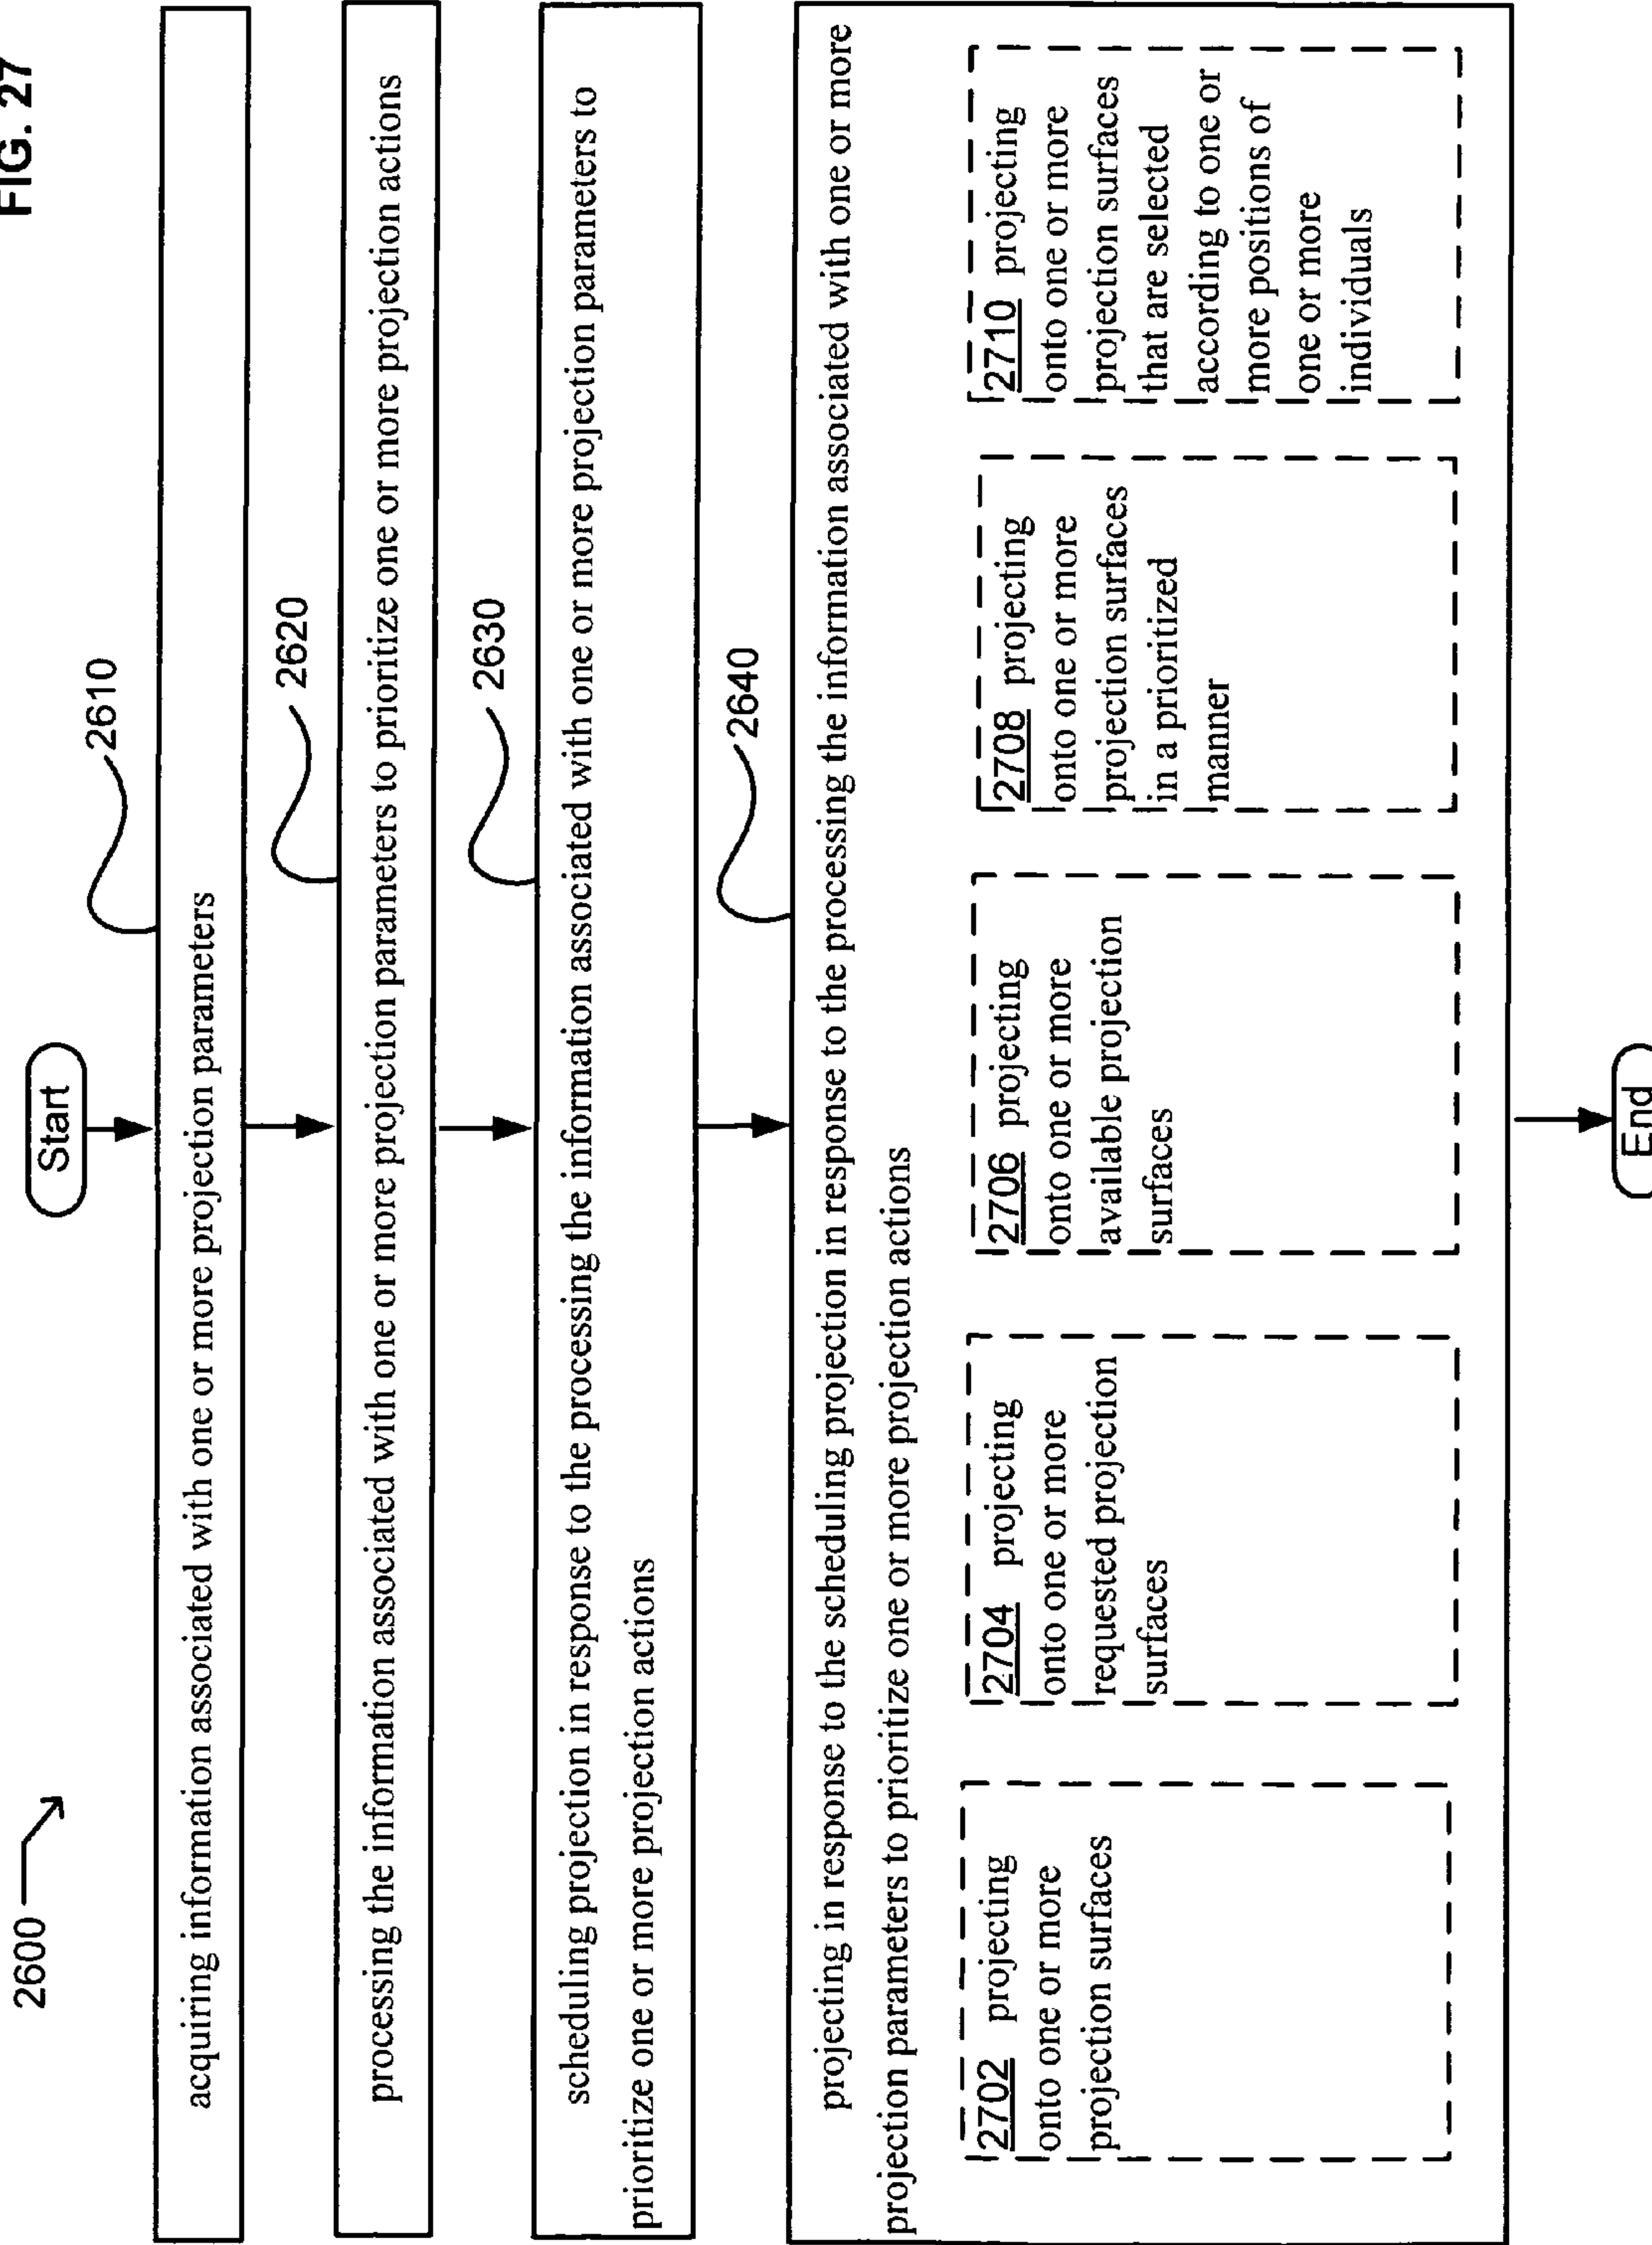 FIG. 27
2600
Start
2610
acquiring information associated with one or more projection parameters
2620
processing the information associated with one or more projection parameters to prioritize one or more projection actions
2630
scheduling projection in response to the processing the information associated with one or more projection parameters to
prioritize one or more projection actions
2640
projecting in response to the scheduling projection in response to the processing the information associated with one or more
projection parameters to prioritize one or more projection actions
2702 projecting
onto one or more
projection surfaces
2704 projecting
onto one or more
requested projection
surfaces
2706 projecting
onto one or more
available projection
surfaces
2708 projecting
onto one or more
projection surfaces
in a prioritized
manner
2710 projecting
onto one or more
projection surfaces
that are selected
according to one or
more positions of
one or more
individuals
End